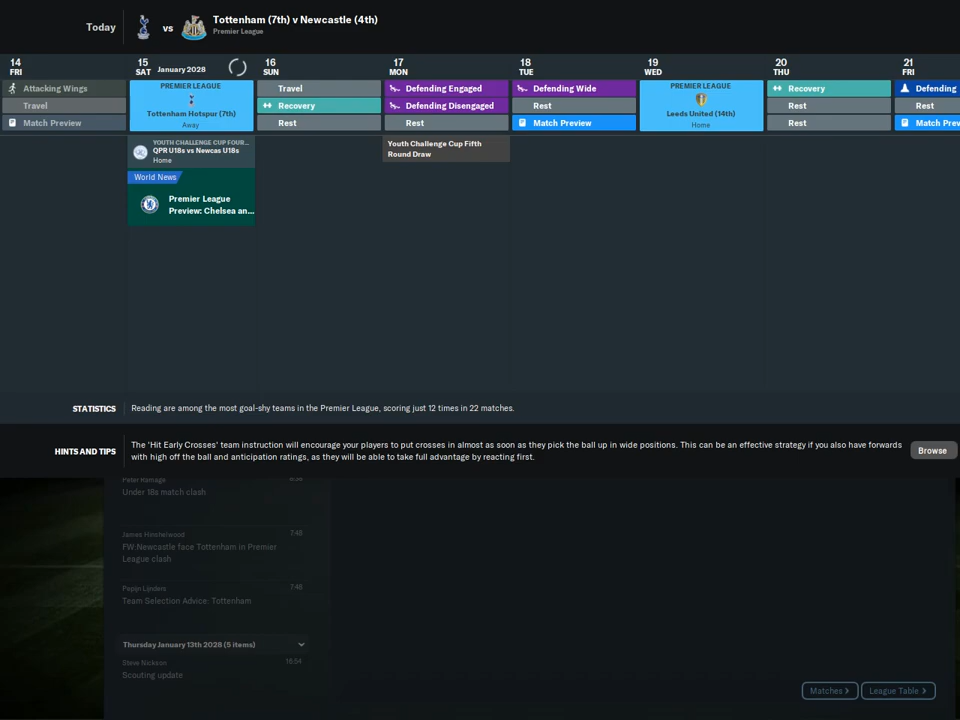 Today
vs
Tottenham (7th) v Newcastle (4th)
Premier League
14
FRI
15
SAT January 2028
16
SUN
17
MON
18
TUE
19
WED
20
THU
21
FRI
Attacking Wings
Travel
Match Preview
PREMIER LEAGUE
Tottenham Hotspur (7th)
Away
Travel
Recovery
Rest
Defending Engaged
Defending Disengaged
Rest
Defending Wide
Rest
Match Preview
PREMIER LEAGUE
Leeds United (14th)
Home
Recovery
Rest
Rest
Defending
Rest
Match Prev
YOUTH CHALLENGE CUP FOUR...
QPR U18s vs Newcas U18s
Home
World News
Premier League
Preview: Chelsea an...
Youth Challenge Cup Fifth
Round Draw
STATISTICS
Reading are among the most goal-shy teams in the Premier League, scoring just 12 times in 22 matches.
HINTS AND TIPS
The 'Hit Early Crosses' team instruction will encourage your players to put crosses in almost as soon as they pick the ball up in wide positions. This can be an effective strategy if you also have forwards
with high off the ball and anticipation ratings, as they will be able to take full advantage by reacting first.
Browse
Peter Ramage
8:56
Under 18s match clash
James Hinshelwood
7:48
FW:Newcastle face Tottenham in Premier
League clash
Pepijn Lijnders
7:48
Team Selection Advice: Tottenham
Thursday January 13th 2028 (5 items)
Steve Nickson
18:54
Scouting update
Matches
League Table